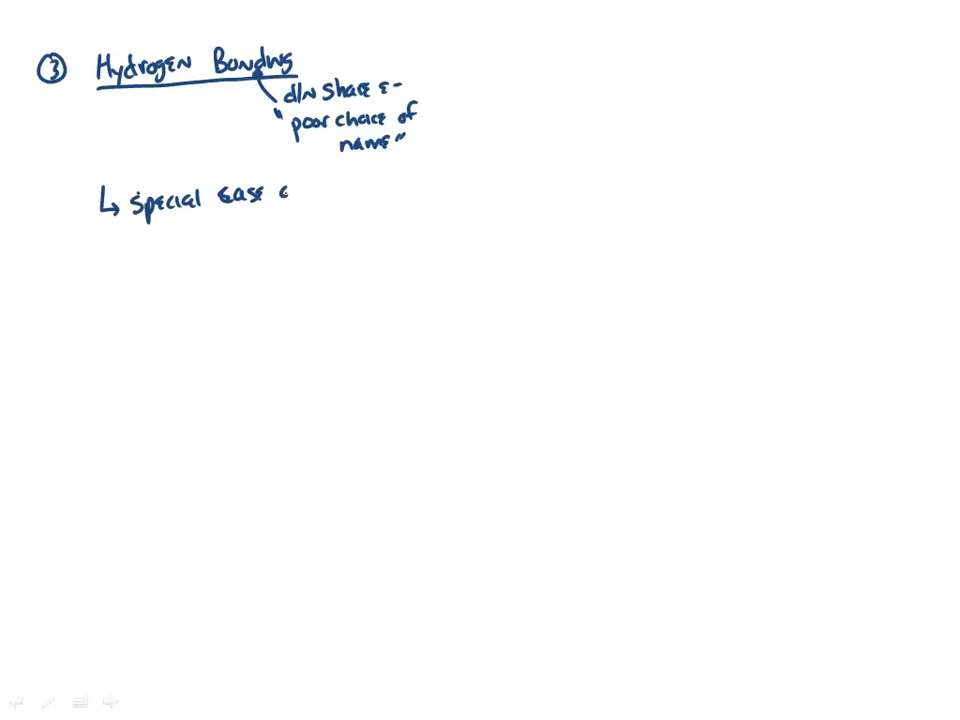 ③ Hydrogen Bonding
d/n share e-
"poor choice of
name"
↳ special case o